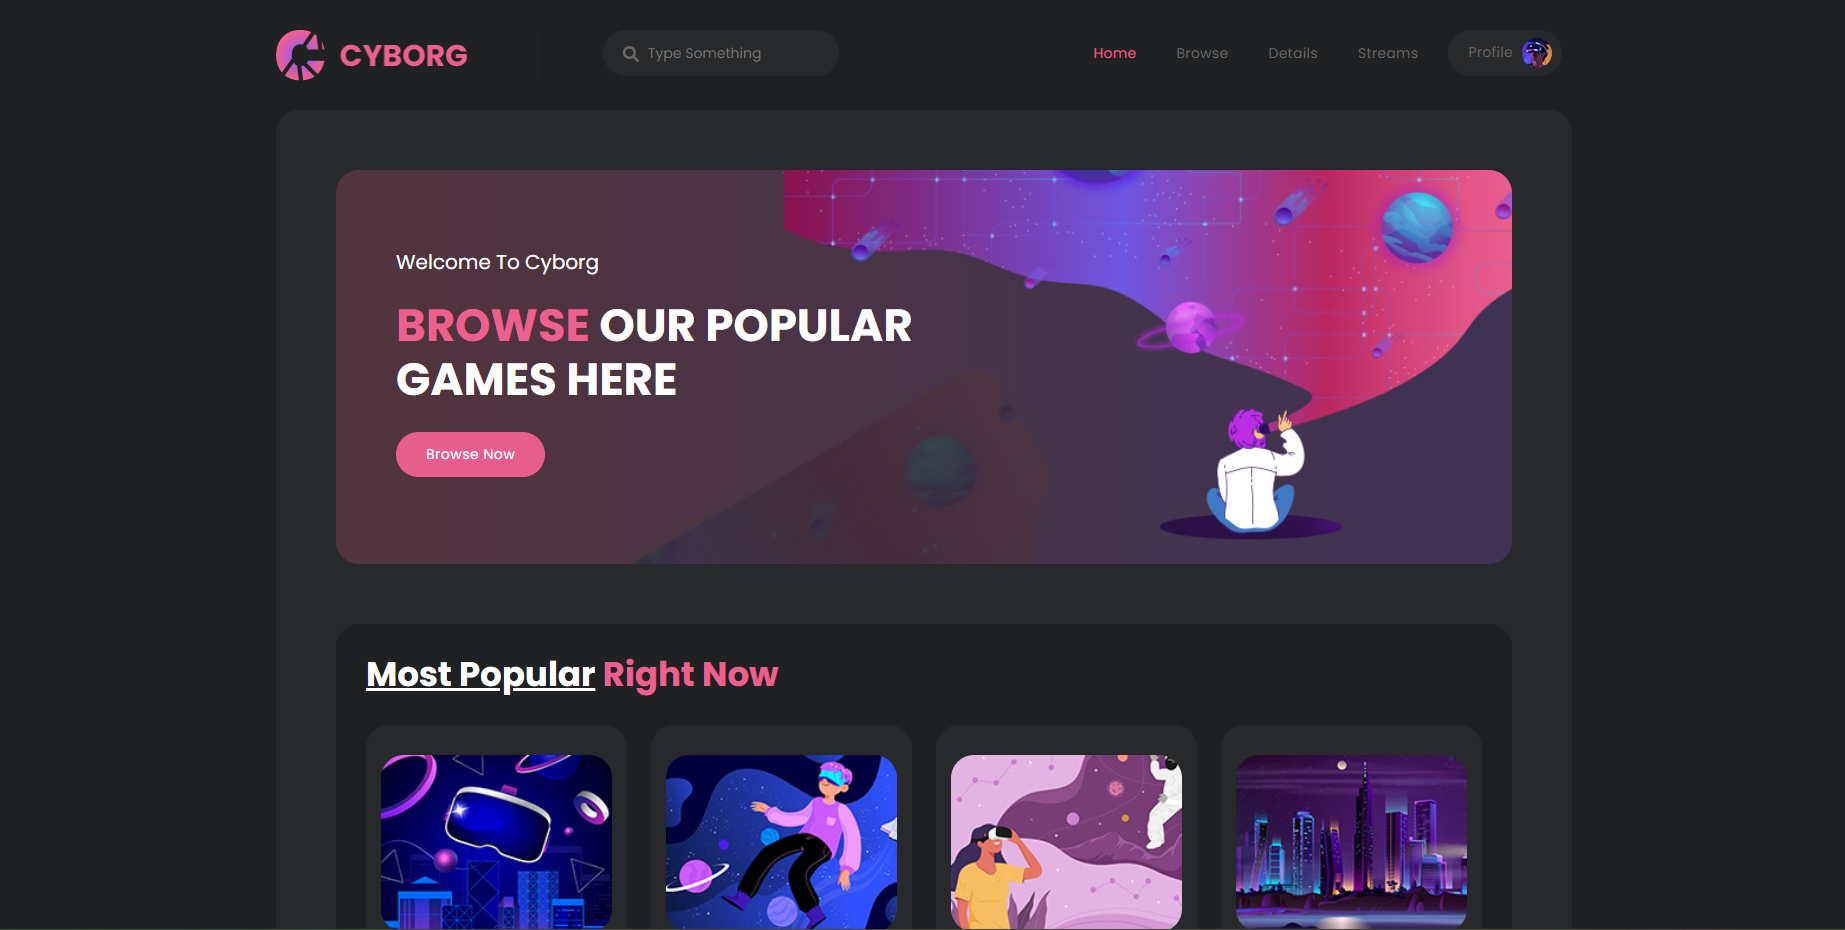 CYBORG
Type Something
Home
Browse
Details
Streams
Profile
Welcome To Cyborg
BROWSE OUR POPULAR
GAMES HERE
Browse Now
Most Popular Right Now